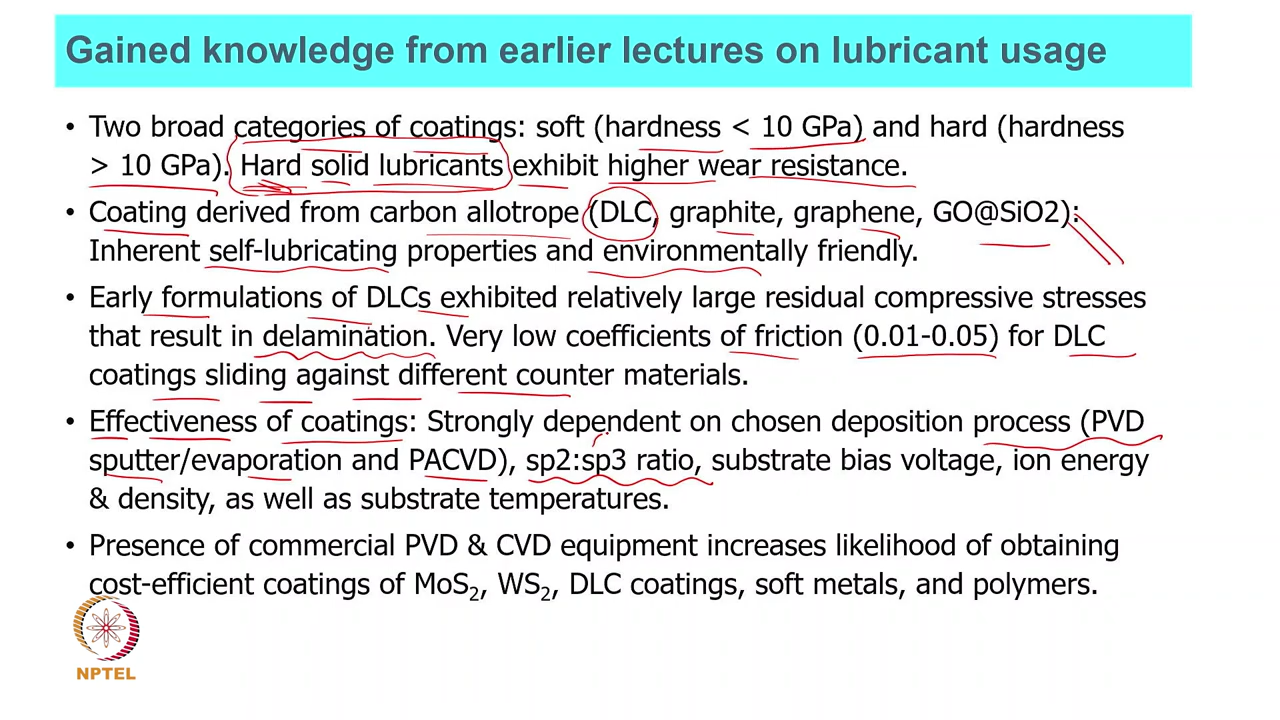 Gained knowledge from earlier lectures on lubricant usage
• Two broad categories of coatings: soft (hardness < 10 GPa) and hard (hardness
> 10 GPa). Hard solid lubricants exhibit higher wear resistance.
• Coating derived from carbon allotrope (DLC, graphite, graphene, GO@SiO2):
Inherent self-lubricating properties and environmentally friendly.
• Early formulations of DLCs exhibited relatively large residual compressive stresses
that result in delamination. Very low coefficients of friction (0.01-0.05) for DLC
coatings sliding against different counter materials.
• Effectiveness of coatings: Strongly dependent on chosen deposition process (PVD
sputter/evaporation and PACVD), sp2:sp3 ratio, substrate bias voltage, ion energy
& density, as well as substrate temperatures.
• Presence of commercial PVD & CVD equipment increases likelihood of obtaining
cost-efficient coatings of MoS₂, WS₂, DLC coatings, soft metals, and polymers.
NPTEL